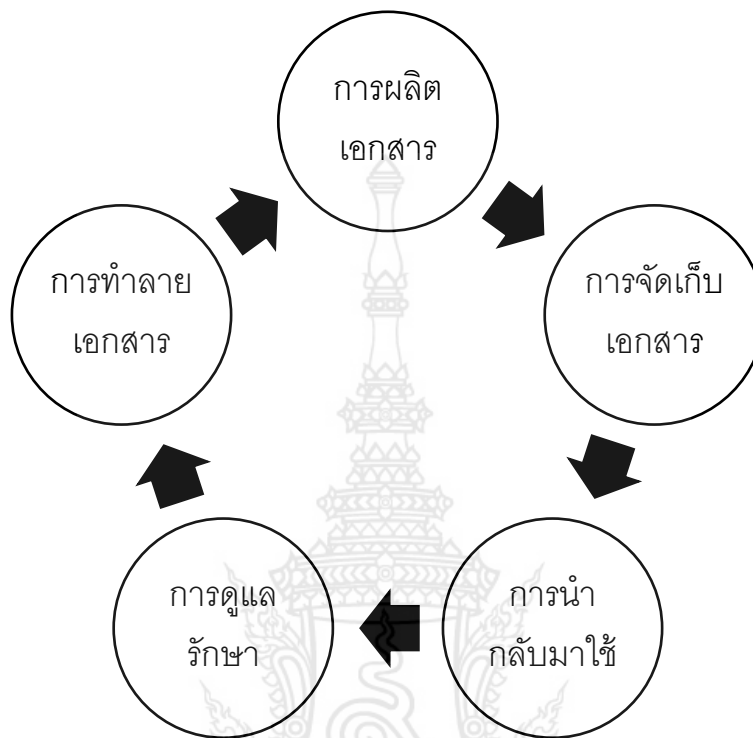 การผลิต
เอกสาร
การจัดเก็บ
เอกสาร
การนำ
กลับมาใช้
การดูแล
รักษา
การทำลาย
เอกสาร